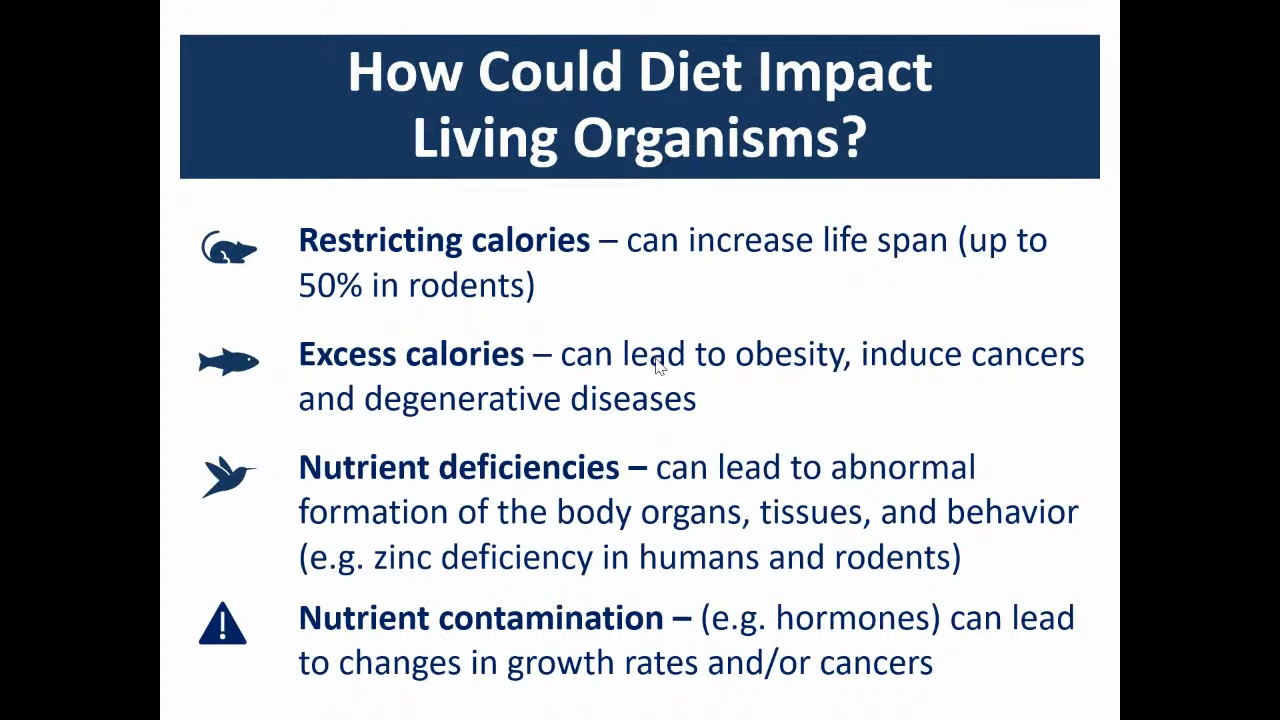 How Could Diet Impact
Living Organisms?
Restricting calories – can increase life span (up to
50% in rodents)
Excess calories – can lead to obesity, induce cancers
and degenerative diseases
Nutrient deficiencies – can lead to abnormal
formation of the body organs, tissues, and behavior
(e.g. zinc deficiency in humans and rodents)
Nutrient contamination – (e.g. hormones) can lead
to changes in growth rates and/or cancers